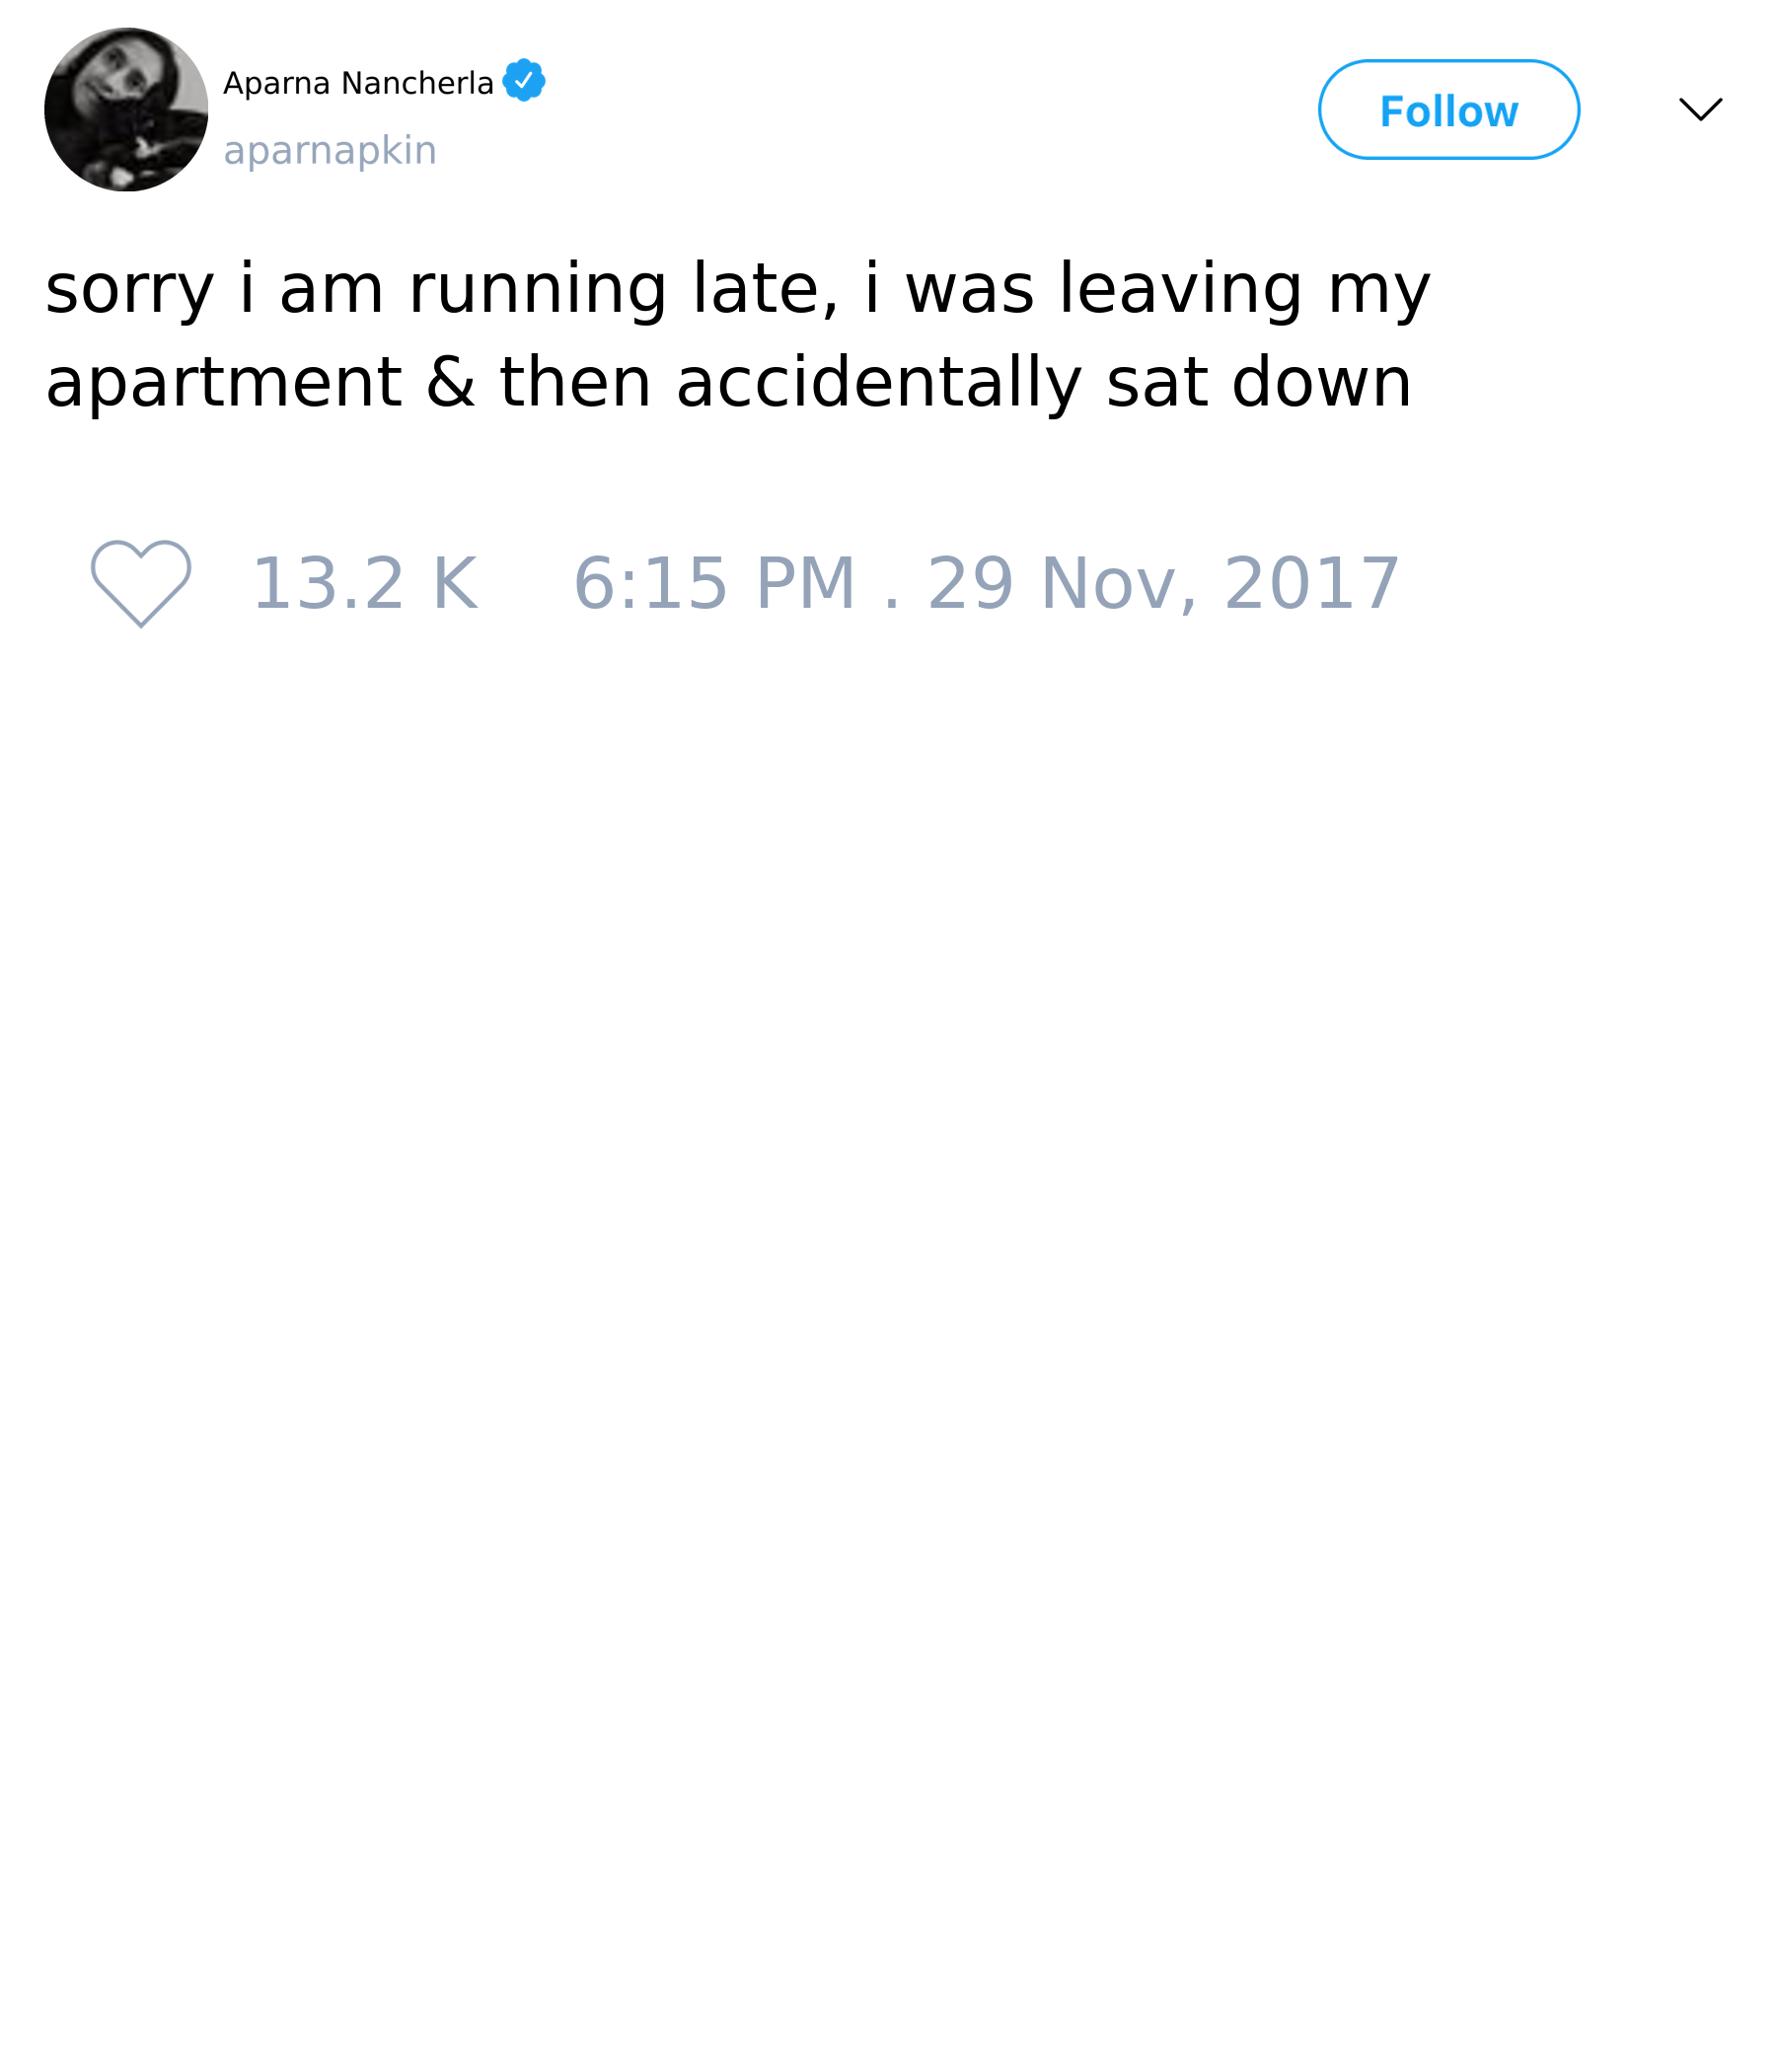 Aparna Nancherla
aparnapkin
Follow
sorry i am running late, i was leaving my
apartment & then accidentally sat down
13.2 K 6:15 PM . 29 Nov, 2017